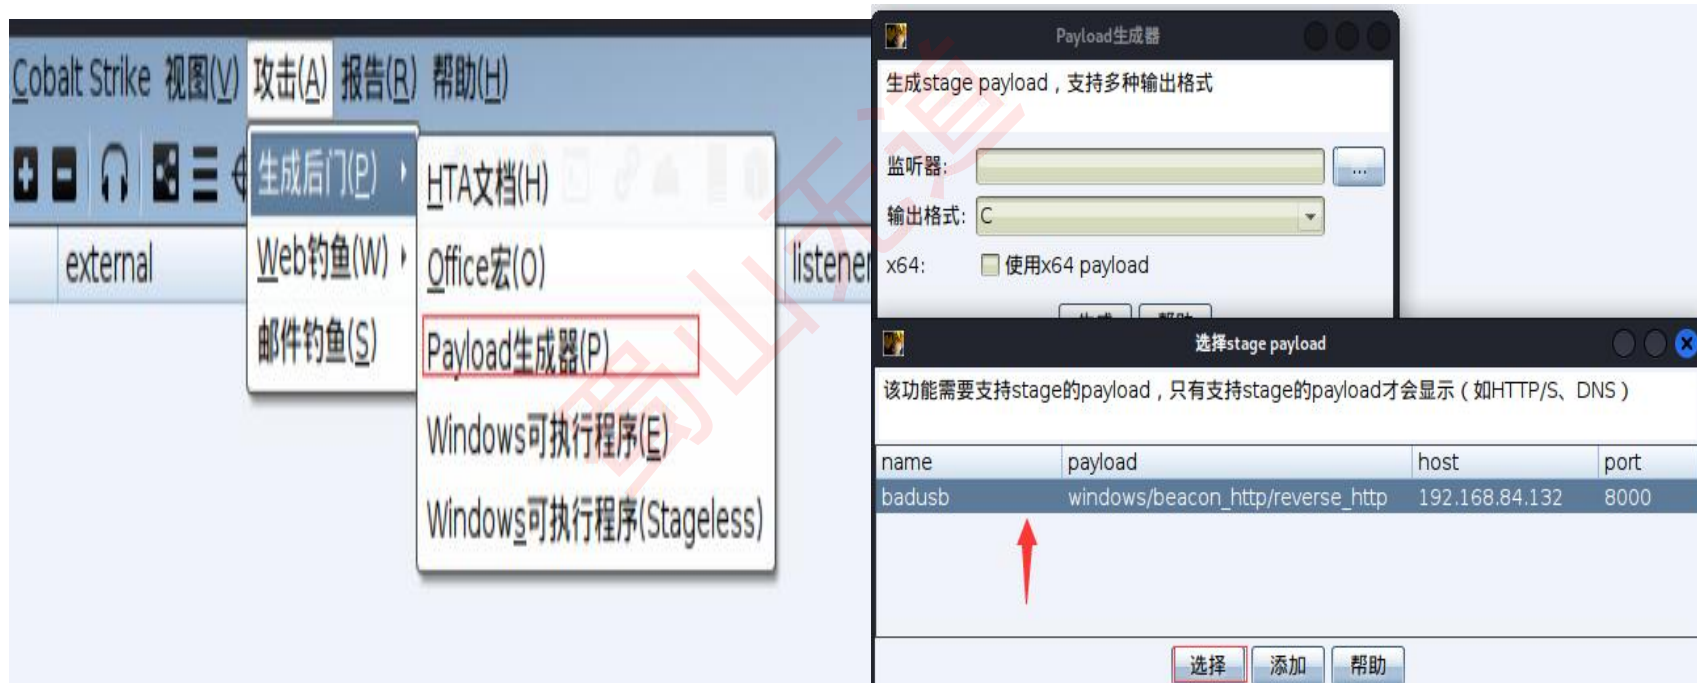 Cobalt Strike 视图(V) 攻击(A) 报告(R) 帮助(H)
生成后门(P)
Web钓鱼(W)
邮件钓鱼(S)
HTA文档(H)
Office宏(O)
Payload生成器(P)
Windows可执行程序(E)
Windows可执行程序(Stageless)
external
listener
Payload生成器
生成stage payload，支持多种输出格式
监听器:
...
输出格式: C
x64: 使用x64 payload
生成 帮助
选择stage payload
该功能需要支持stage的payload，只有支持stage的payload才会显示（如HTTP/S、DNS）
name payload host port
badusb windows/beacon_http/reverse_http 192.168.84.132 8000
选择 添加 帮助
蜀山无道